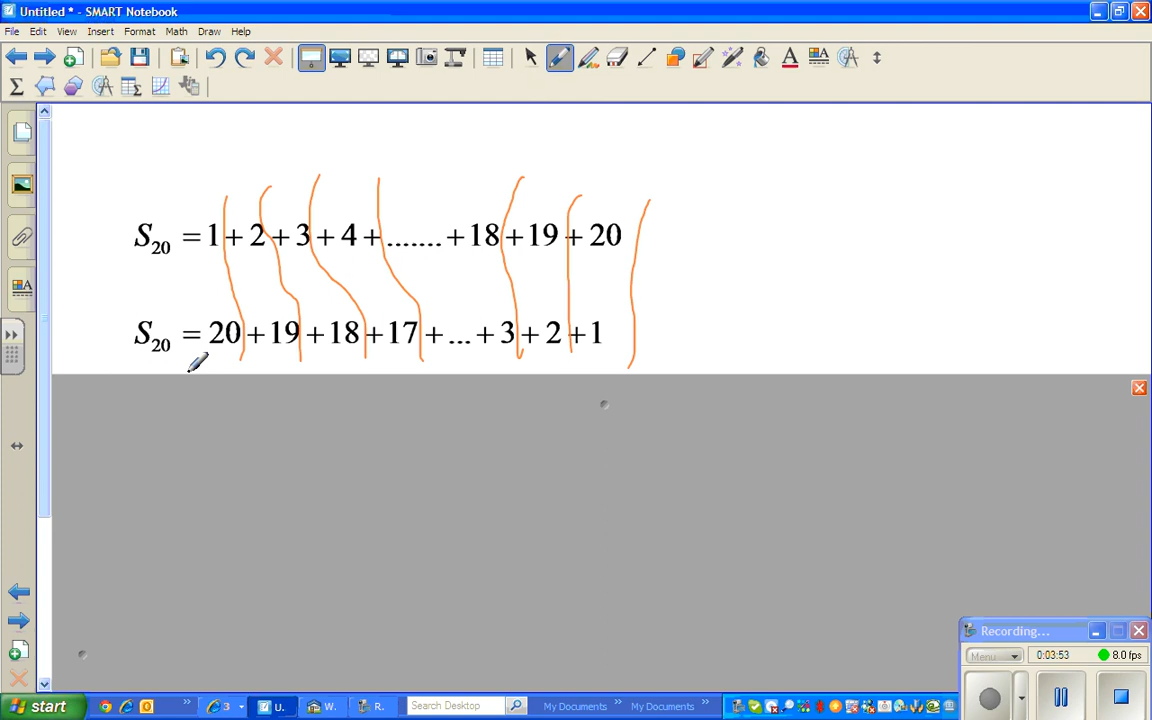 Untitled * - SMART Notebook
File Edit View Insert Format Math Draw Help
S₂₀ = 1 + 2 + 3 + 4 + ....... + 18 + 19 + 20
S₂₀ = 20 + 19 + 18 + 17 + ... + 3 + 2 + 1
Recording...
Menu 0:03:53 8.0 fps
start 3 U. W. R. Search Desktop My Documents » My Documents »